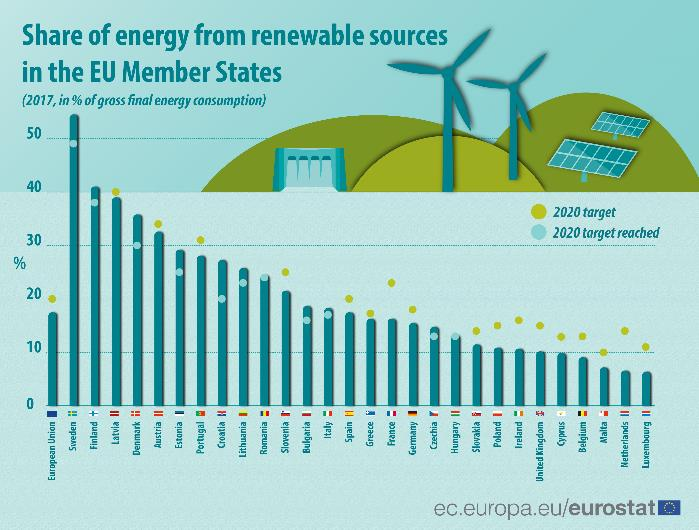 Share of energy from renewable sources
in the EU Member States
(2017, in % of gross final energy consumption)
50
40
30
20
10
0
%
2020 target
2020 target reached
European Union
Sweden
Finland
Latvia
Denmark
Austria
Estonia
Portugal
Croatia
Lithuania
Romania
Slovenia
Bulgaria
Italy
Spain
Greece
France
Germany
Czechia
Hungary
Slovakia
Poland
Ireland
United Kingdom
Cyprus
Belgium
Malta
Netherlands
Luxembourg
ec.europa.eu/eurostat